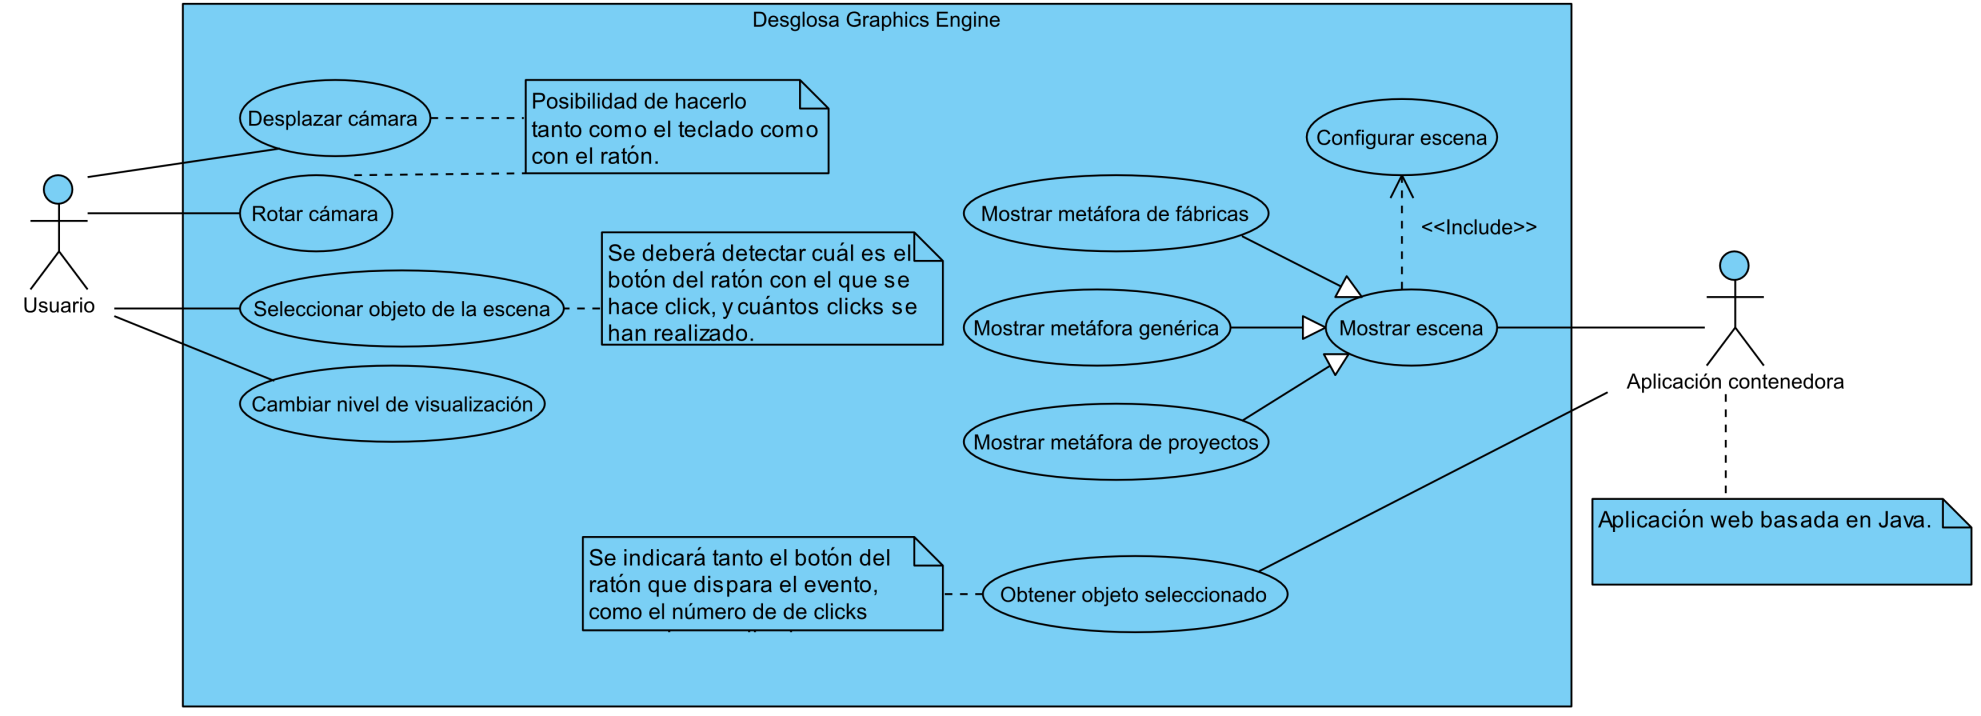 Desglosa Graphics Engine
Desplazar cámara
Posibilidad de hacerlo
tanto como el teclado como
con el ratón.
Configurar escena
Rotar cámara
Mostrar metáfora de fábricas
<<Include>>
Se deberá detectar cuál es el
botón del ratón con el que se
hace click, y cuántos clicks se
han realizado.
Usuario
Seleccionar objeto de la escena
Mostrar metáfora genérica
Mostrar escena
Aplicación contenedora
Cambiar nivel de visualización
Mostrar metáfora de proyectos
Aplicación web basada en Java.
Se indicará tanto el botón del
ratón que dispara el evento,
como el número de de clicks
Obtener objeto seleccionado